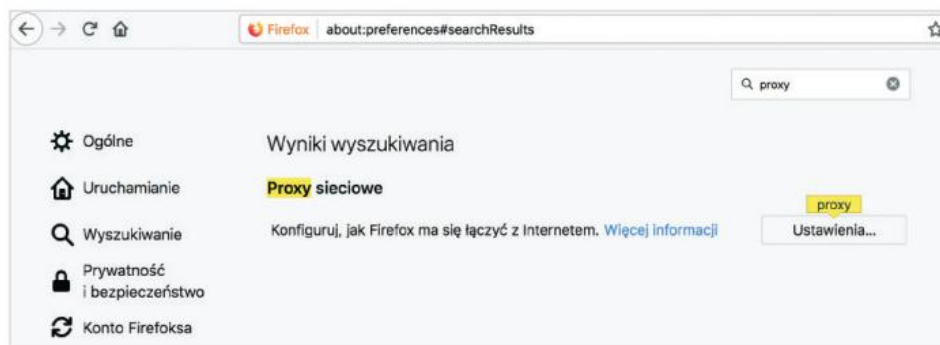 Firefox about:preferences#searchResults
proxy
Ogólne
Uruchamianie
Wyszukiwanie
Prywatność
i bezpieczeństwo
Konto Firefoksa
Wyniki wyszukiwania
Proxy sieciowe
Konfiguruj, jak Firefox ma się łączyć z Internetem. Więcej informacji
proxy
Ustawienia...